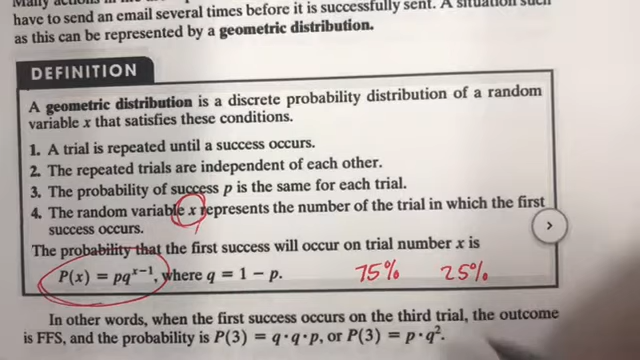 have to send an email several times before it is successfully sent. A situation such
as this can be represented by a geometric distribution.
DEFINITION
A geometric distribution is a discrete probability distribution of a random
variable x that satisfies these conditions.
1. A trial is repeated until a success occurs.
2. The repeated trials are independent of each other.
3. The probability of success p is the same for each trial.
4. The random variable x represents the number of the trial in which the first
success occurs.
The probability that the first success will occur on trial number x is
P(x) = pq^{x−1}, where q = 1 − p. 75% 25%
In other words, when the first success occurs on the third trial, the outcome
is FFS, and the probability is P(3) = q·q·p, or P(3) = p·q².